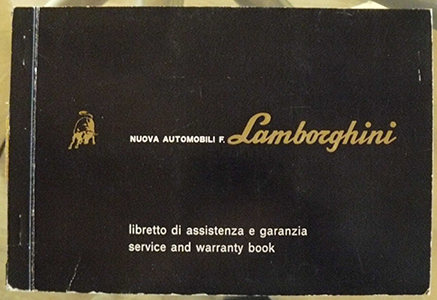 NUOVA AUTOMOBILI F. Lamborghini
libretto di assistenza e garanzia
service and warranty book